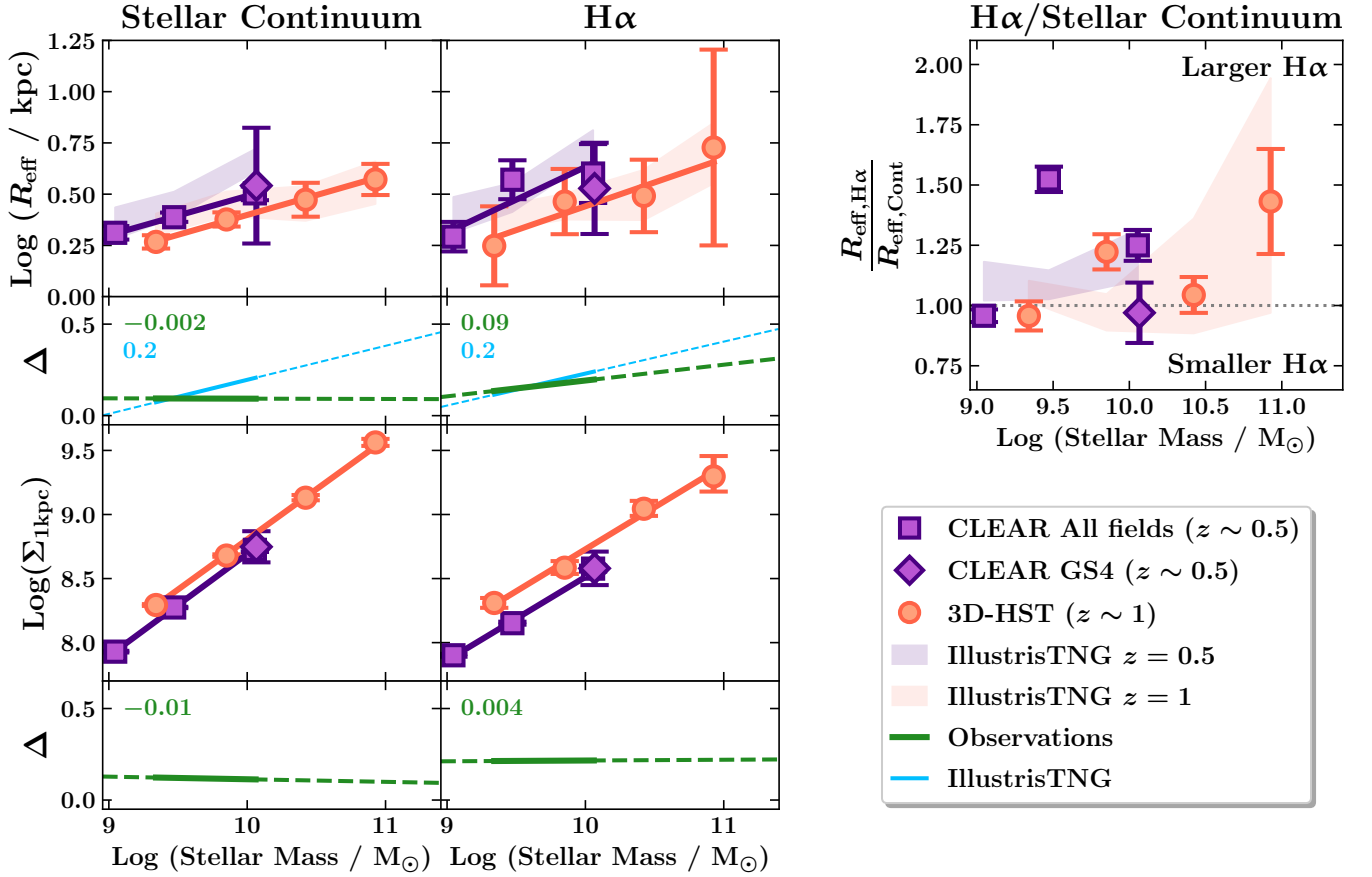 Stellar Continuum
Hα
Hα/Stellar Continuum
Log (R_eff / kpc)
1.25
1.00
0.75
0.50
0.25
0.00
Δ
0.5
0.0
−0.002
0.2
0.09
0.2
Log(Σ_1kpc)
9.5
9.0
8.5
8.0
Δ
0.5
0.0
−0.01
0.004
9 10 11
9 10 11
Log (Stellar Mass / M⊙)
Log (Stellar Mass / M⊙)
R_eff,Hα
R_eff,Cont
2.00
1.75
1.50
1.25
1.00
0.75
Larger Hα
Smaller Hα
9.0 9.5 10.0 10.5 11.0
Log (Stellar Mass / M⊙)
CLEAR All fields (z ∼ 0.5)
CLEAR GS4 (z ∼ 0.5)
3D-HST (z ∼ 1)
IllustrisTNG z = 0.5
IllustrisTNG z = 1
Observations
IllustrisTNG